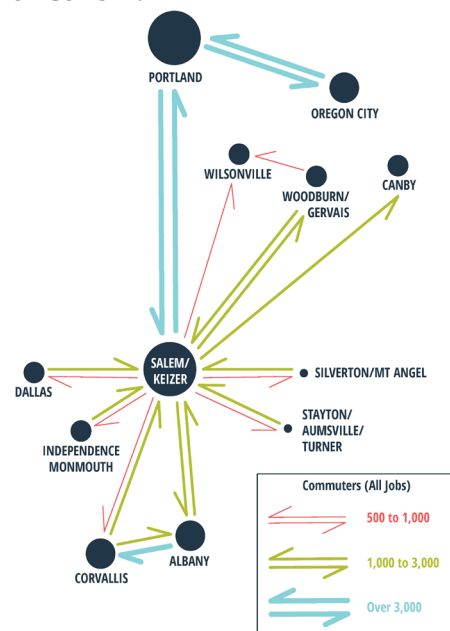 PORTLAND
OREGON CITY
WILSONVILLE
WOODBURN/
GERVAIS
CANBY
SALEM/
KEIZER
DALLAS
SILVERTON/MT ANGEL
STAYTON/
AUMSVILLE/
TURNER
INDEPENDENCE
MONMOUTH
CORVALLIS
ALBANY
Commuters (All Jobs)
500 to 1,000
1,000 to 3,000
Over 3,000